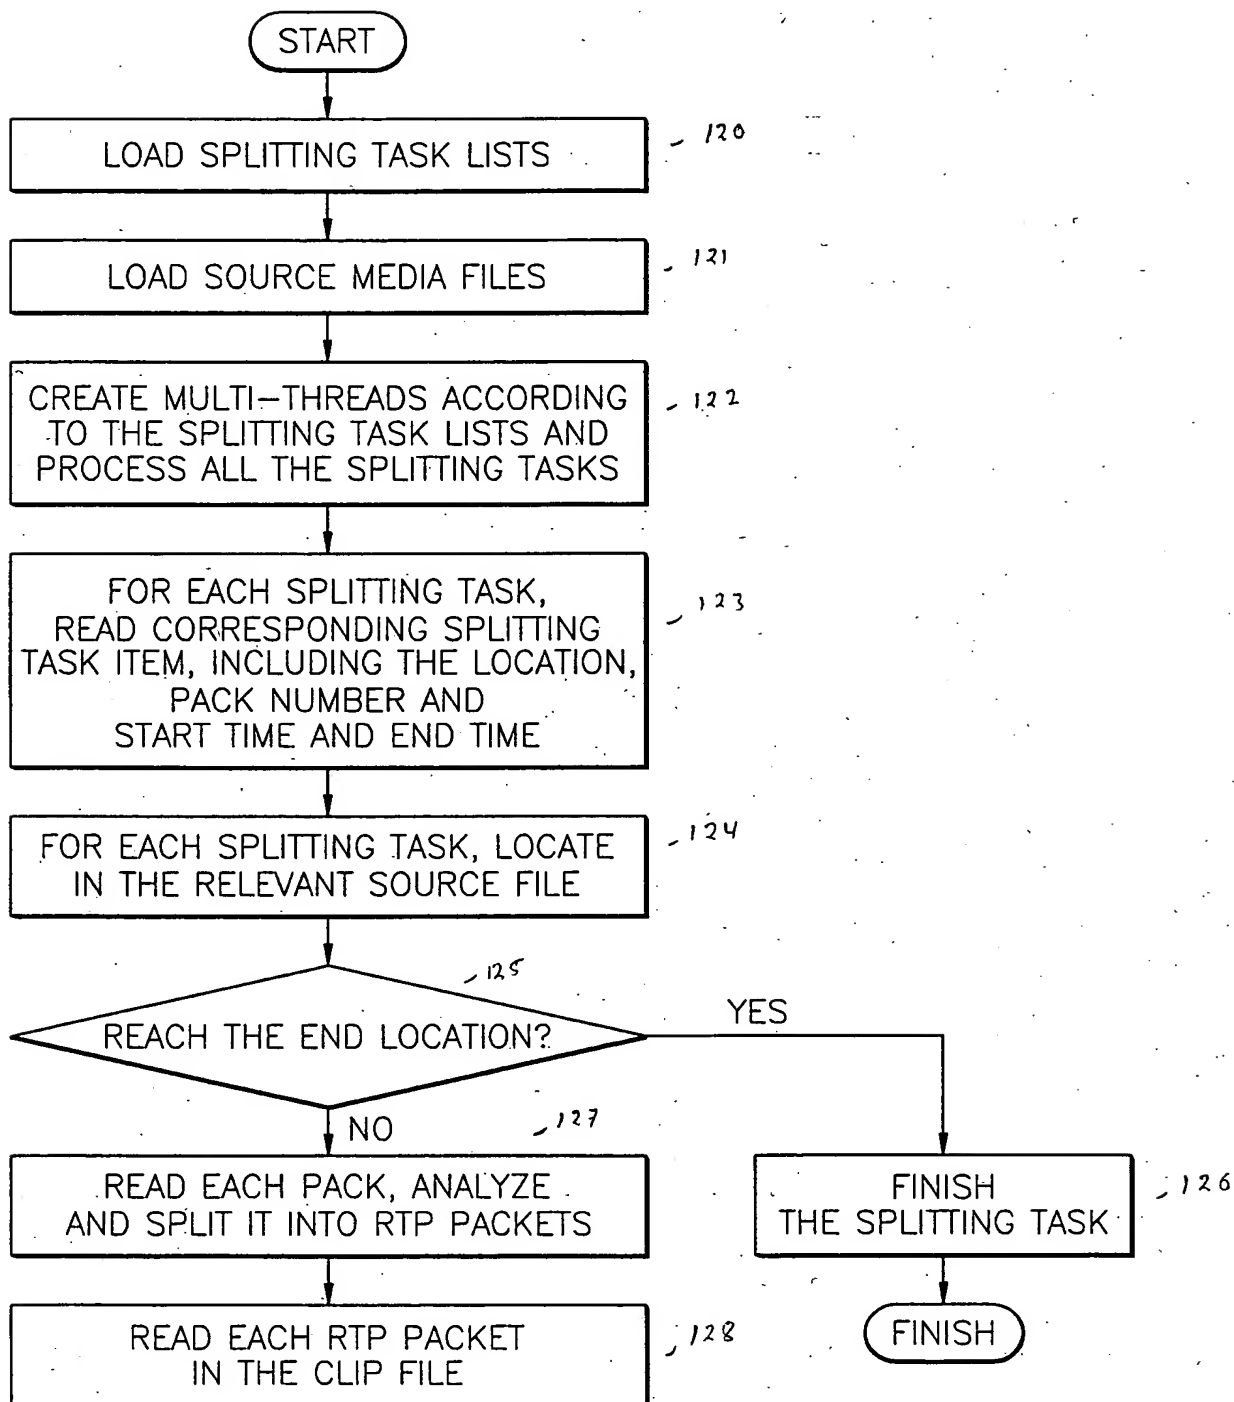 START
LOAD SPLITTING TASK LISTS
120
LOAD SOURCE MEDIA FILES
121
CREATE MULTI-THREADS ACCORDING
TO THE SPLITTING TASK LISTS AND
PROCESS ALL THE SPLITTING TASKS
122
FOR EACH SPLITTING TASK,
READ CORRESPONDING SPLITTING
TASK ITEM, INCLUDING THE LOCATION,
PACK NUMBER AND
START TIME AND END TIME
123
FOR EACH SPLITTING TASK, LOCATE
IN THE RELEVANT SOURCE FILE
124
REACH THE END LOCATION?
125
YES
NO
127
READ EACH PACK, ANALYZE
AND SPLIT IT INTO RTP PACKETS
FINISH
THE SPLITTING TASK
126
READ EACH RTP PACKET
IN THE CLIP FILE
128
FINISH